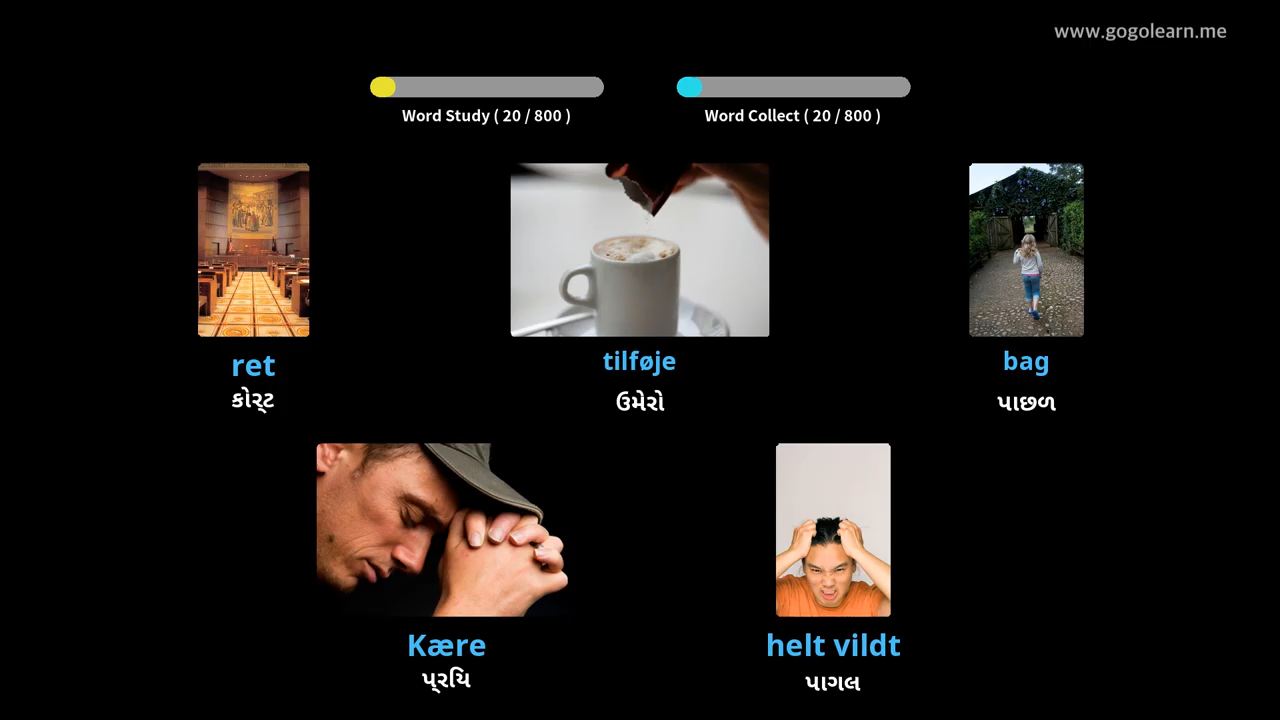 www.gogolearn.me
Word Study ( 20 / 800 )
Word Collect ( 20 / 800 )
ret
કોર્ટ
tilføje
ઉમેરો
bag
પાછળ
Kære
પ્રિય
helt vildt
પાગલ